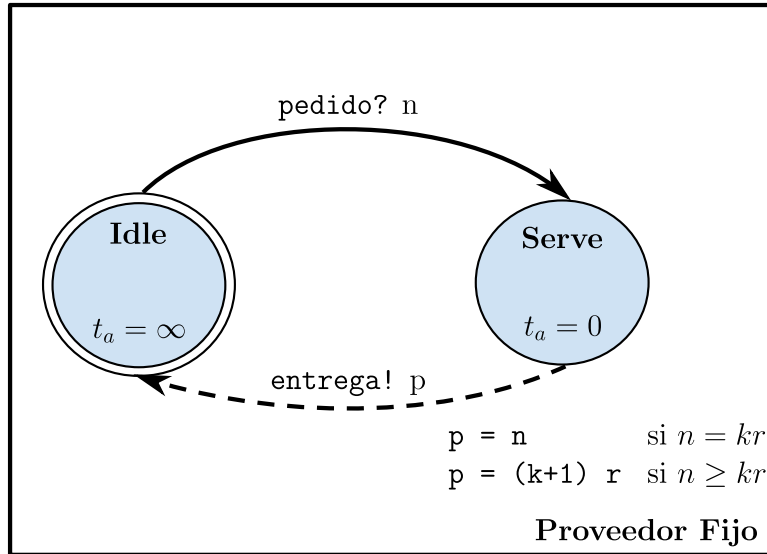 pedido? n
Idle
Serve
t_a = ∞
t_a = 0
entrega! p
p = n si n = kr
p = (k+1) r si n ≥ kr
Proveedor Fijo